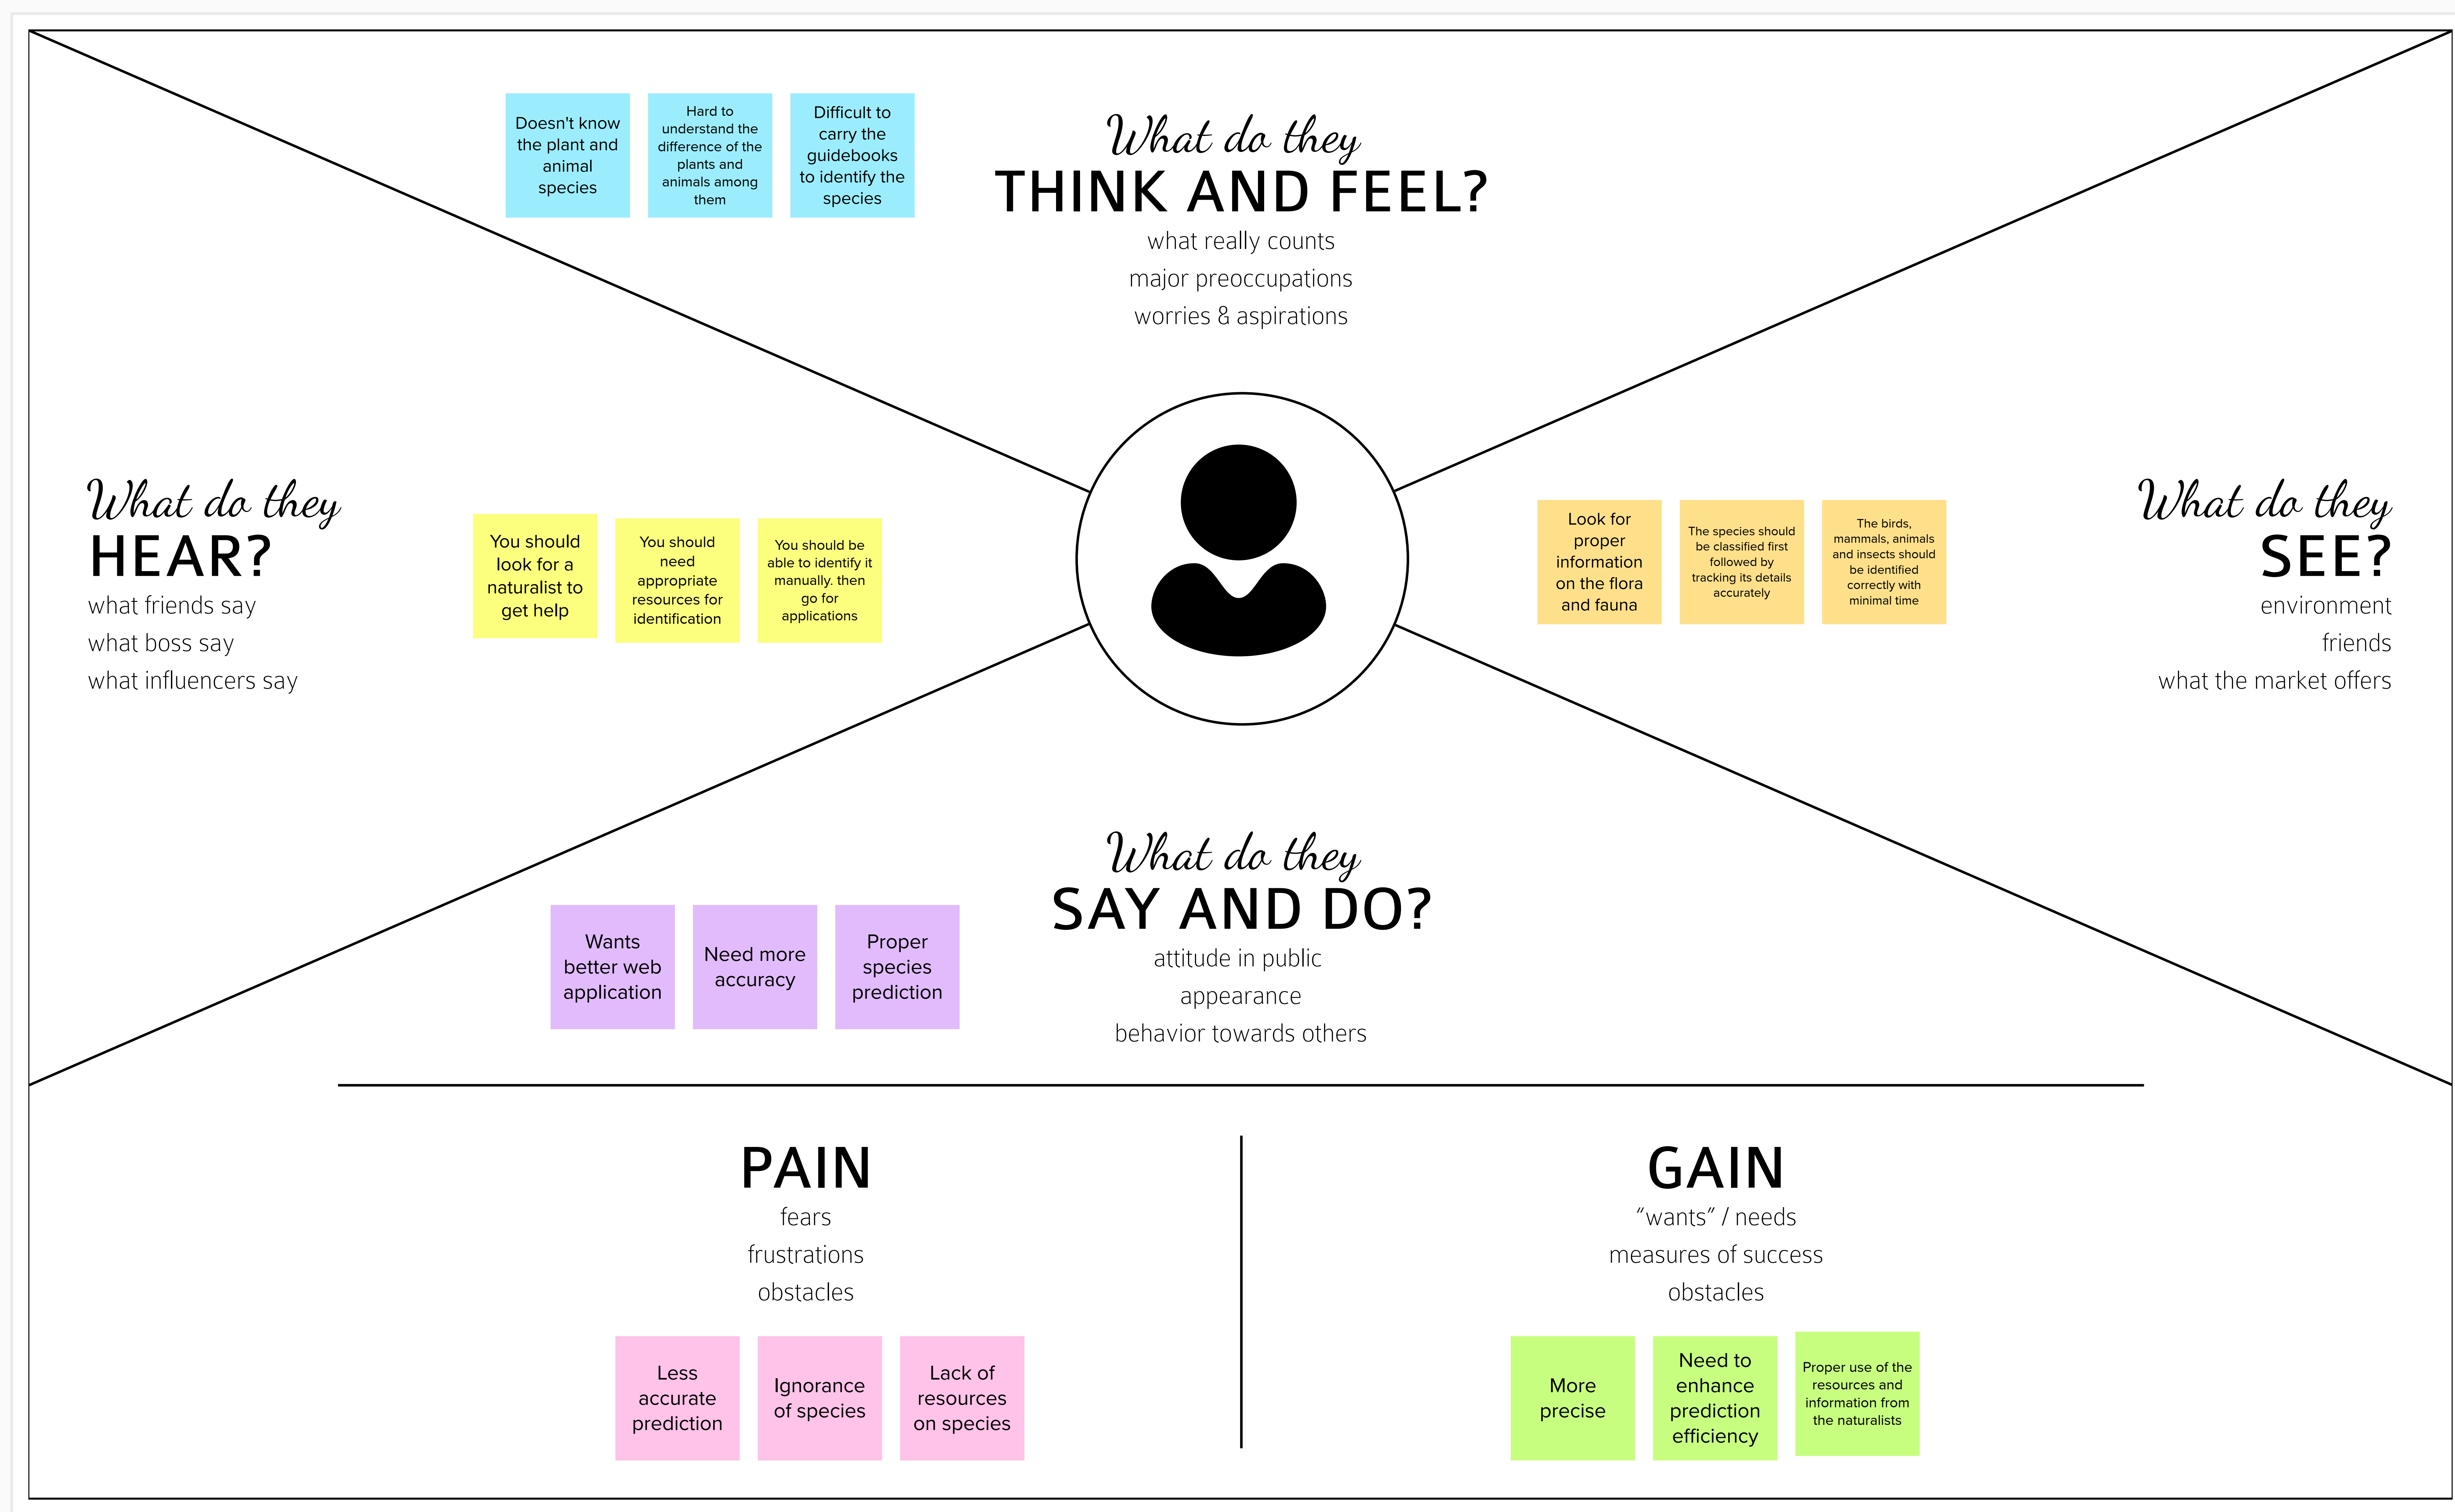 Doesn't know
the plant and
animal
species
Hard to
understand the
difference of the
plants and
animals among
them
Difficult to
carry the
guidebooks
to identify the
species
What do they
THINK AND FEEL?
what really counts
major preoccupations
worries & aspirations
What do they
HEAR?
what friends say
what boss say
what influencers say
You should
look for a
naturalist to
get help
You should
need
appropriate
resources for
identification
You should be
able to identify it
manually. then
go for
applications
Look for
proper
information
on the flora
and fauna
The species should
be classified first
followed by
tracking its details
accurately
The birds,
mammals, animals
and insects should
be identified
correctly with
minimal time
What do they
SEE?
environment
friends
what the market offers
What do they
SAY AND DO?
attitude in public
appearance
behavior towards others
Wants
better web
application
Need more
accuracy
Proper
species
prediction
PAIN
fears
frustrations
obstacles
Less
accurate
prediction
Ignorance
of species
Lack of
resources
on species
GAIN
“wants” / needs
measures of success
obstacles
More
precise
Need to
enhance
prediction
efficiency
Proper use of the
resources and
information from
the naturalists